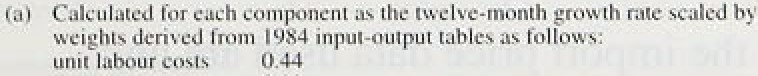 (a) Calculated for each component as the twelve-month growth rate scaled by
weights derived from 1984 input-output tables as follows:
unit labour costs 0.44